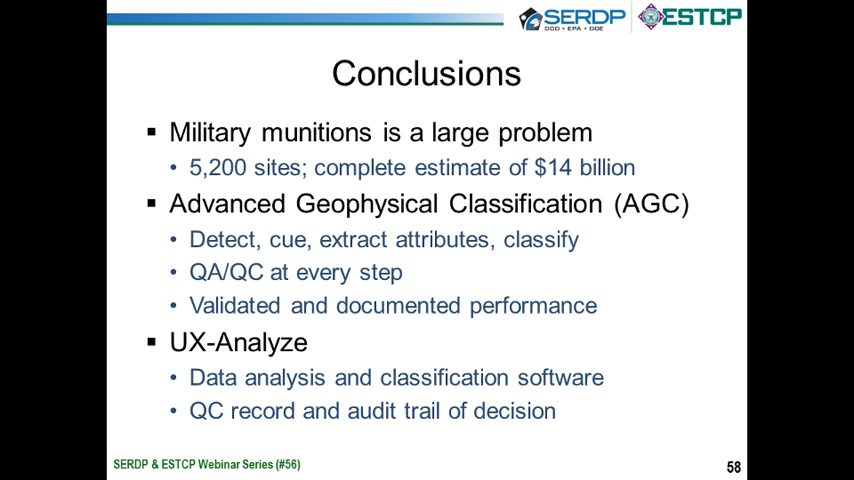 SERDP
DOD • EPA • DOE
ESTCP
Conclusions
▪ Military munitions is a large problem
• 5,200 sites; complete estimate of $14 billion
▪ Advanced Geophysical Classification (AGC)
• Detect, cue, extract attributes, classify
• QA/QC at every step
• Validated and documented performance
▪ UX-Analyze
• Data analysis and classification software
• QC record and audit trail of decision
SERDP & ESTCP Webinar Series (#56)
58